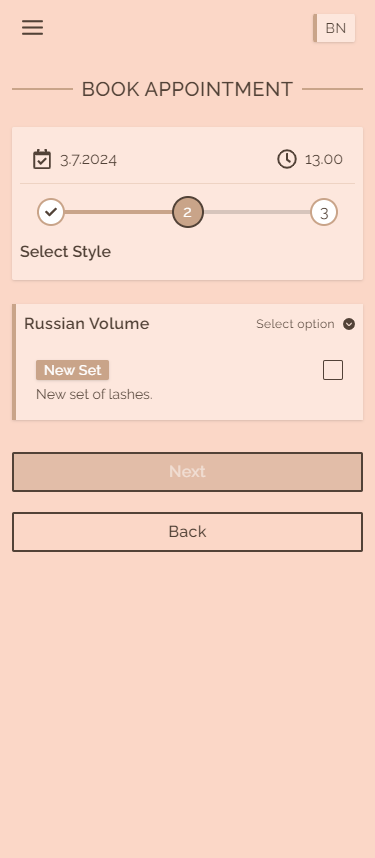 BN
BOOK APPOINTMENT
3.7.2024 13.00
2 3
Select Style
Russian Volume Select option
New Set
New set of lashes.
Next
Back